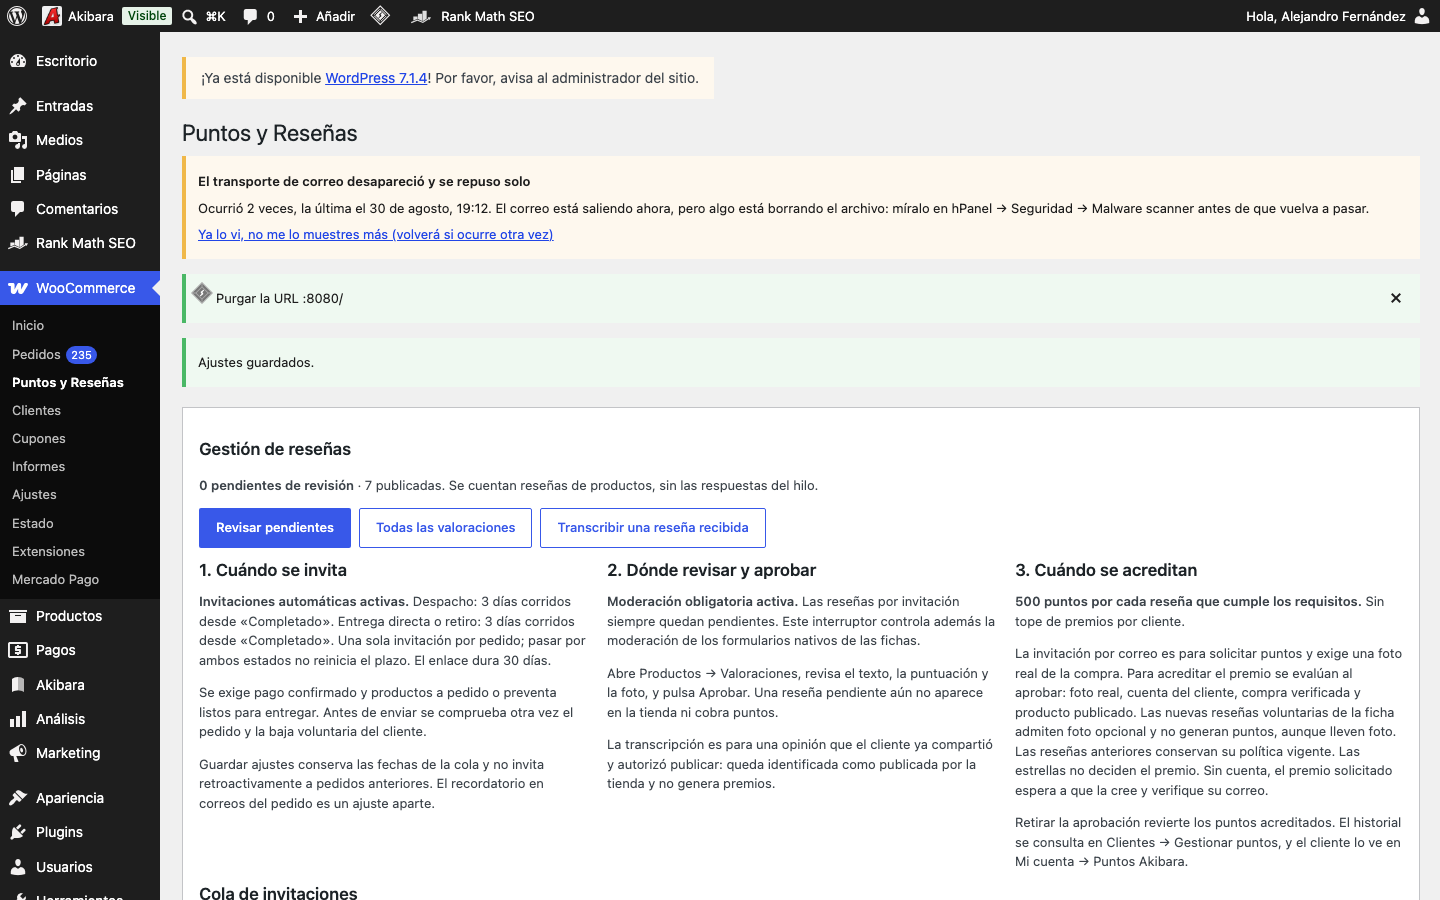 Akibara Visible ⌘K 0 Añadir Rank Math SEO
Hola, Alejandro Fernández
Escritorio
Entradas
Medios
Páginas
Comentarios
Rank Math SEO
WooCommerce
Inicio
Pedidos 235
Puntos y Reseñas
Clientes
Cupones
Informes
Ajustes
Estado
Extensiones
Mercado Pago
Productos
Pagos
Akibara
Análisis
Marketing
Apariencia
Plugins
Usuarios
Herramientas
¡Ya está disponible WordPress 7.1.4! Por favor, avisa al administrador del sitio.
Puntos y Reseñas
El transporte de correo desapareció y se repuso solo
Ocurrió 2 veces, la última el 30 de agosto, 19:12. El correo está saliendo ahora, pero algo está borrando el archivo: míralo en hPanel → Seguridad → Malware scanner antes de que vuelva a pasar.
Ya lo vi, no me lo muestres más (volverá si ocurre otra vez)
Purgar la URL :8080/
Ajustes guardados.
Gestión de reseñas
0 pendientes de revisión · 7 publicadas. Se cuentan reseñas de productos, sin las respuestas del hilo.
Revisar pendientes
Todas las valoraciones
Transcribir una reseña recibida
1. Cuándo se invita
Invitaciones automáticas activas. Despacho: 3 días corridos
desde «Completado». Entrega directa o retiro: 3 días corridos
desde «Completado». Una sola invitación por pedido; pasar por
ambos estados no reinicia el plazo. El enlace dura 30 días.
Se exige pago confirmado y productos a pedido o preventa
listos para entregar. Antes de enviar se comprueba otra vez el
pedido y la baja voluntaria del cliente.
Guardar ajustes conserva las fechas de la cola y no invita
retroactivamente a pedidos anteriores. El recordatorio en
correos del pedido es un ajuste aparte.
2. Dónde revisar y aprobar
Moderación obligatoria activa. Las reseñas por invitación
siempre quedan pendientes. Este interruptor controla además la
moderación de los formularios nativos de las fichas.
Abre Productos → Valoraciones, revisa el texto, la puntuación y
la foto, y pulsa Aprobar. Una reseña pendiente aún no aparece
en la tienda ni cobra puntos.
La transcripción es para una opinión que el cliente ya compartió
y autorizó publicar: queda identificada como publicada por la
tienda y no genera premios.
3. Cuándo se acreditan
500 puntos por cada reseña que cumple los requisitos. Sin
tope de premios por cliente.
La invitación por correo es para solicitar puntos y exige una foto
real de la compra. Para acreditar el premio se evalúan al
aprobar: foto real, cuenta del cliente, compra verificada y
producto publicado. Las nuevas reseñas voluntarias de la ficha
admiten foto opcional y no generan puntos, aunque lleven foto.
Las reseñas anteriores conservan su política vigente. Las
estrellas no deciden el premio. Sin cuenta, el premio solicitado
espera a que la cree y verifique su correo.
Retirar la aprobación revierte los puntos acreditados. El historial
se consulta en Clientes → Gestionar puntos, y el cliente lo ve en
Mi cuenta → Puntos Akibara.
Cola de invitaciones